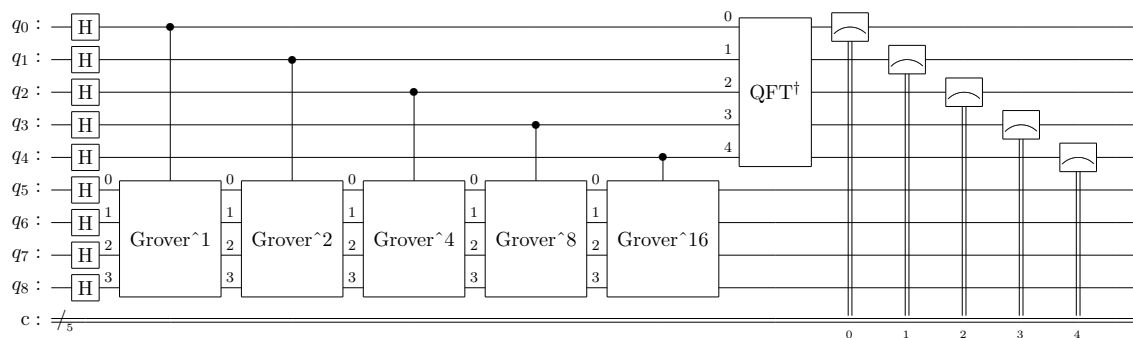 q0 : H
0
q1 : H
1
q2 : H
2
QFT†
q3 : H
3
q4 : H
4
q5 : H
0 0 0 0 0
q6 : H
1 1 1 1 1
Grover^1 Grover^2 Grover^4 Grover^8 Grover^16
q7 : H
2 2 2 2 2
q8 : H
3 3 3 3 3
c : 5
0 1 2 3 4